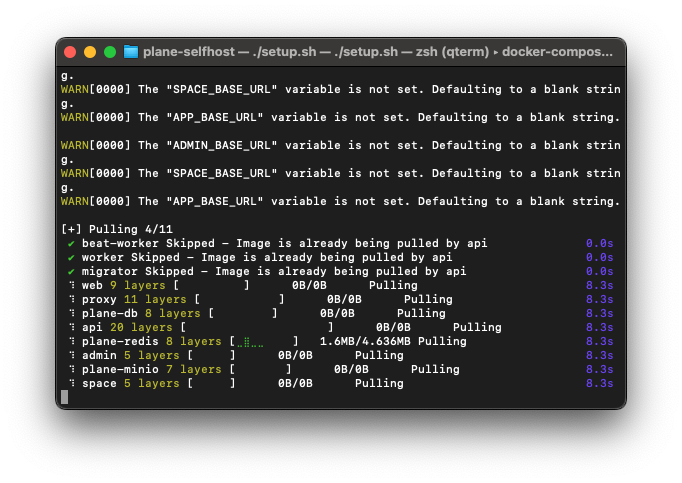 plane-selfhost — ./setup.sh — ./setup.sh — zsh (qterm) ▸ docker-compos...
g.
WARN[0000] The "SPACE_BASE_URL" variable is not set. Defaulting to a blank strin
g.
WARN[0000] The "APP_BASE_URL" variable is not set. Defaulting to a blank string.
WARN[0000] The "ADMIN_BASE_URL" variable is not set. Defaulting to a blank strin
g.
WARN[0000] The "SPACE_BASE_URL" variable is not set. Defaulting to a blank strin
g.
WARN[0000] The "APP_BASE_URL" variable is not set. Defaulting to a blank string.
[+] Pulling 4/11
✔ beat-worker Skipped - Image is already being pulled by api 0.0s
✔ worker Skipped - Image is already being pulled by api 0.0s
✔ migrator Skipped - Image is already being pulled by api 0.0s
⠹ web 9 layers [         ] 0B/0B Pulling 8.3s
⠹ proxy 11 layers [           ] 0B/0B Pulling 8.3s
⠹ plane-db 8 layers [        ] 0B/0B Pulling 8.3s
⠹ api 20 layers [                    ] 0B/0B Pulling 8.3s
⠹ plane-redis 8 layers [⣀⣿⣀⣀    ] 1.6MB/4.636MB Pulling 8.3s
⠹ admin 5 layers [     ] 0B/0B Pulling 8.3s
⠹ plane-minio 7 layers [       ] 0B/0B Pulling 8.3s
⠹ space 5 layers [     ] 0B/0B Pulling 8.3s